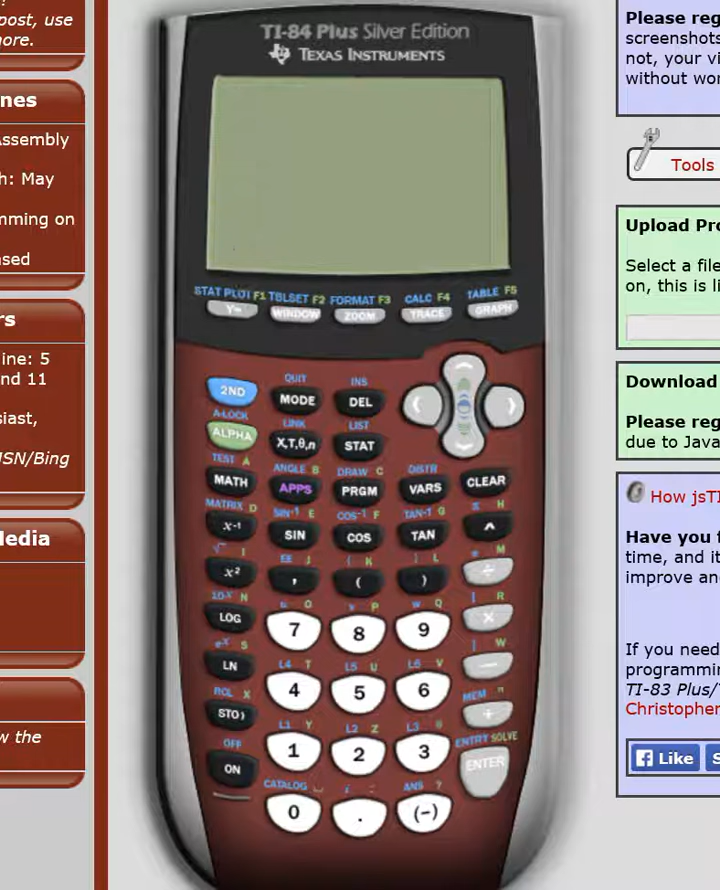 post, use
ore.
nes
Assembly
h: May
mming on
ased
rs
ine: 5
nd 11
siast,
MSN/Bing
Media
w the
TI-84 Plus Silver Edition
TEXAS INSTRUMENTS
STAT PLOT F1 TBLSET F2 FORMAT F3 CALC F4 TABLE F5
Y= WINDOW ZOOM TRACE GRAPH
QUIT INS
2ND MODE DEL
A-LOCK LINK LIST
ALPHA X,T,θ,n STAT
TEST A ANGLE B DRAW C DISTR
MATH APPS PRGM VARS CLEAR
MATRIX D SIN-1 E COS-1 F TAN-1 G π H
x-1 SIN COS TAN ^
√ I EE J { K } L e M
x² , ( ) ÷
10^x N u O v P w Q [ R
LOG 7 8 9 ×
e^x S L4 T L5 U L6 V ] W
LN 4 5 6 −
RCL X L1 Y L2 Z L3 θ MEM "
STO› 1 2 3 +
OFF ENTRY SOLVE
ON ENTER
CATALOG i : ANS ?
0 . (-)
Please reg
screenshots
not, your vi
without wor
Tools
Upload Pro
Select a file
on, this is li
Download
Please reg
due to Java
How jsTI
Have you f
time, and it
improve an
If you need
programmin
TI-83 Plus/
Christopher
Like S